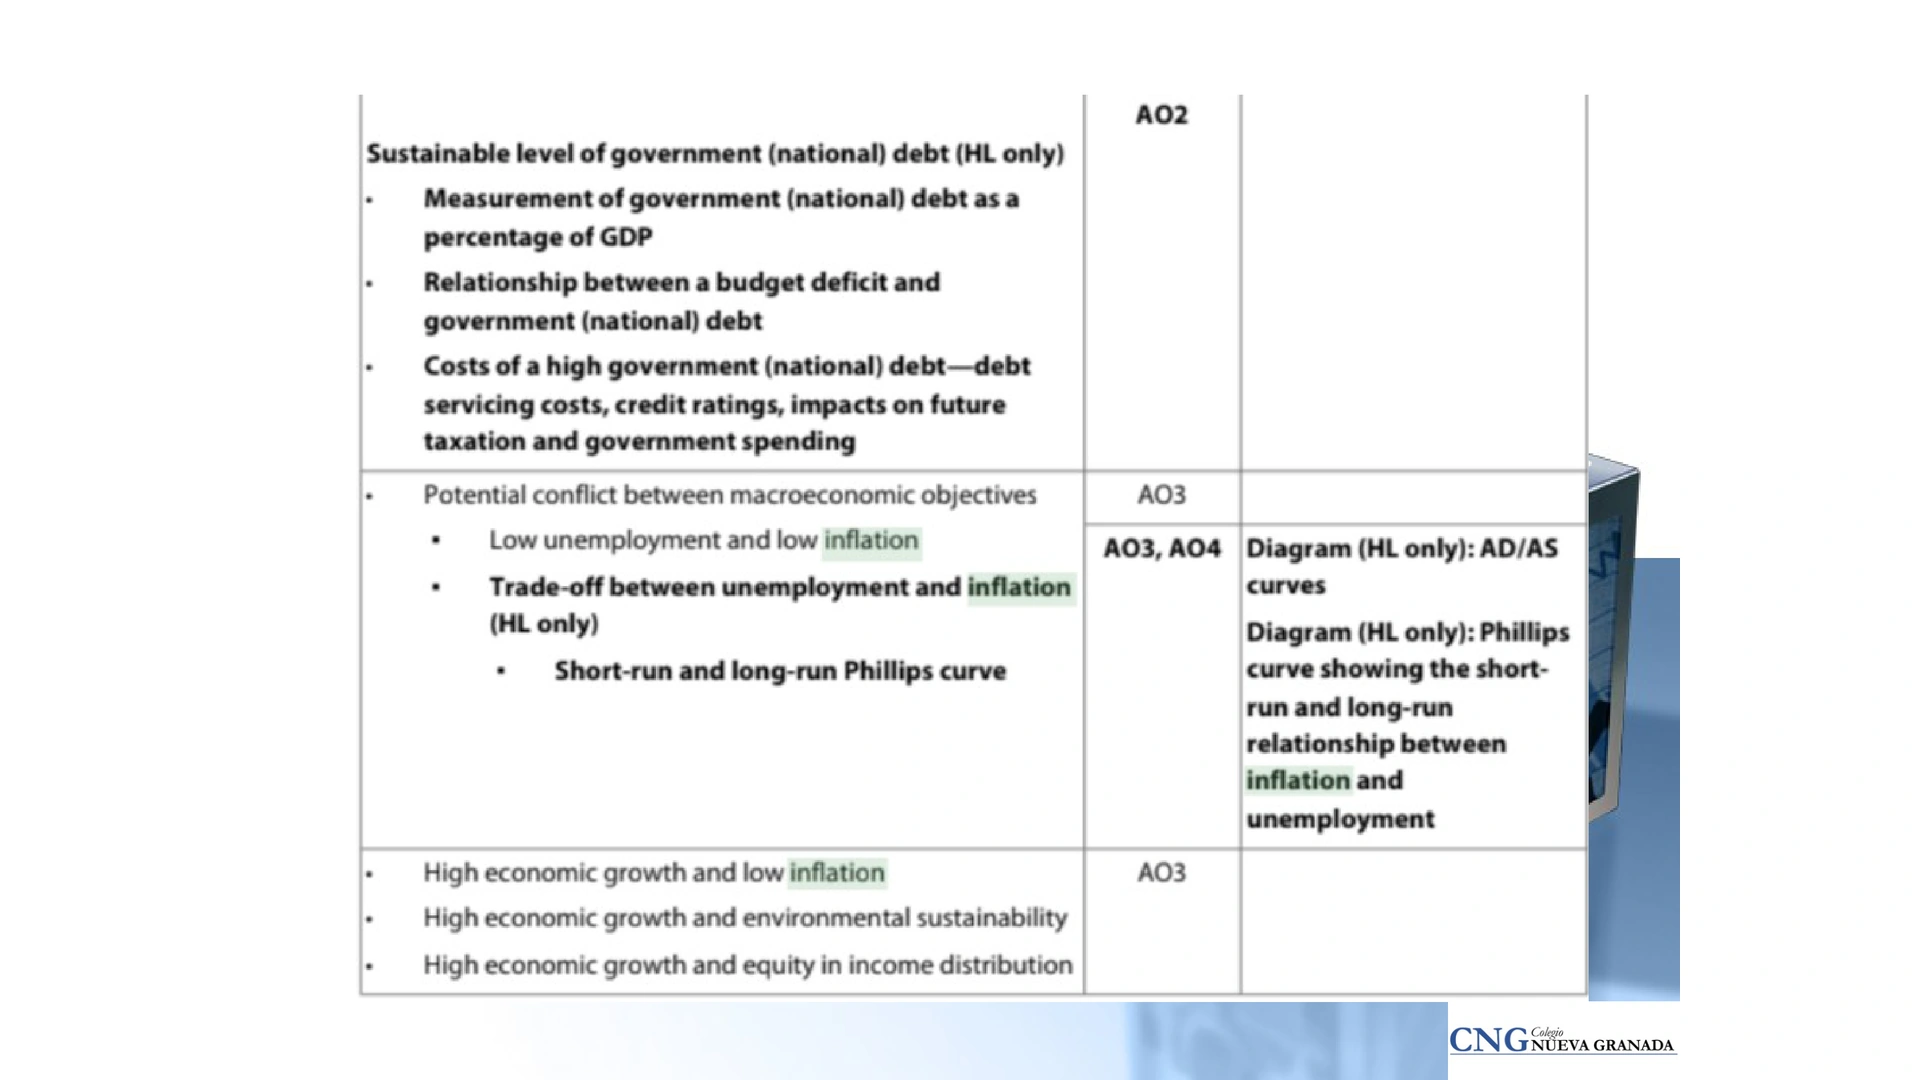 AO2
Sustainable level of government (national) debt (HL only)
· Measurement of government (national) debt as a
percentage of GDP
· Relationship between a budget deficit and
government (national) debt
· Costs of a high government (national) debt—debt
servicing costs, credit ratings, impacts on future
taxation and government spending
· Potential conflict between macroeconomic objectives
AO3
▪ Low unemployment and low inflation
▪ Trade-off between unemployment and inflation
(HL only)
▪ Short-run and long-run Phillips curve
AO3, AO4
Diagram (HL only): AD/AS
curves
Diagram (HL only): Phillips
curve showing the short-
run and long-run
relationship between
inflation and
unemployment
· High economic growth and low inflation
AO3
· High economic growth and environmental sustainability
· High economic growth and equity in income distribution
CNG Colegio
NUEVA GRANADA